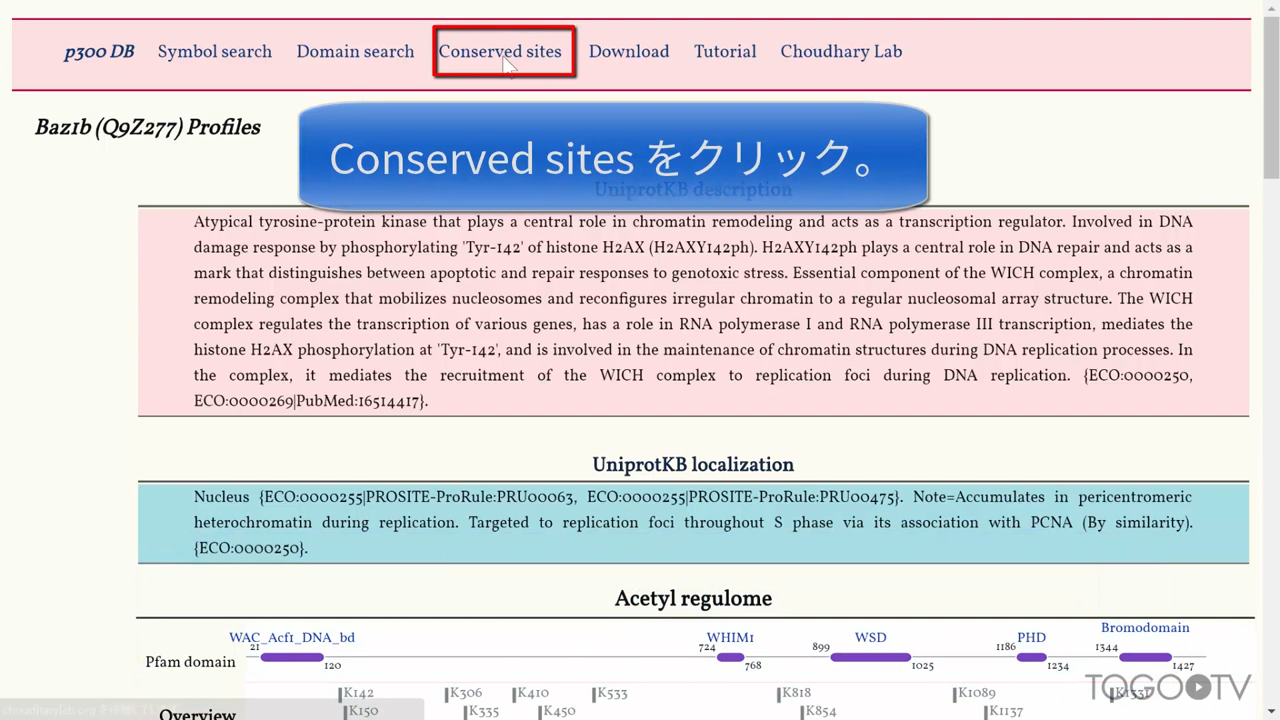 p300 DB Symbol search Domain search Conserved sites Download Tutorial Choudhary Lab
Baz1b (Q9Z277) Profiles
Conserved sites をクリック。
UniprotKB description
Atypical tyrosine-protein kinase that plays a central role in chromatin remodeling and acts as a transcription regulator. Involved in DNA
damage response by phosphorylating 'Tyr-142' of histone H2AX (H2AXY142ph). H2AXY142ph plays a central role in DNA repair and acts as a
mark that distinguishes between apoptotic and repair responses to genotoxic stress. Essential component of the WICH complex, a chromatin
remodeling complex that mobilizes nucleosomes and reconfigures irregular chromatin to a regular nucleosomal array structure. The WICH
complex regulates the transcription of various genes, has a role in RNA polymerase I and RNA polymerase III transcription, mediates the
histone H2AX phosphorylation at 'Tyr-142', and is involved in the maintenance of chromatin structures during DNA replication processes. In
the complex, it mediates the recruitment of the WICH complex to replication foci during DNA replication. {ECO:0000250,
ECO:0000269|PubMed:16514417}.
UniprotKB localization
Nucleus {ECO:0000255|PROSITE-ProRule:PRU00063, ECO:0000255|PROSITE-ProRule:PRU00475}. Note=Accumulates in pericentromeric
heterochromatin during replication. Targeted to replication foci throughout S phase via its association with PCNA (By similarity).
{ECO:0000250}.
Acetyl regulome
WAC_Acf1_DNA_bd WHIM1 WSD PHD Bromodomain
21 724 899 1186 1344
Pfam domain
120 768 1025 1234 1427
K142 K306 K410 K533 K818 K1089 K1337
Overview K150 K335 K450 K854 K1137
TOGO TV